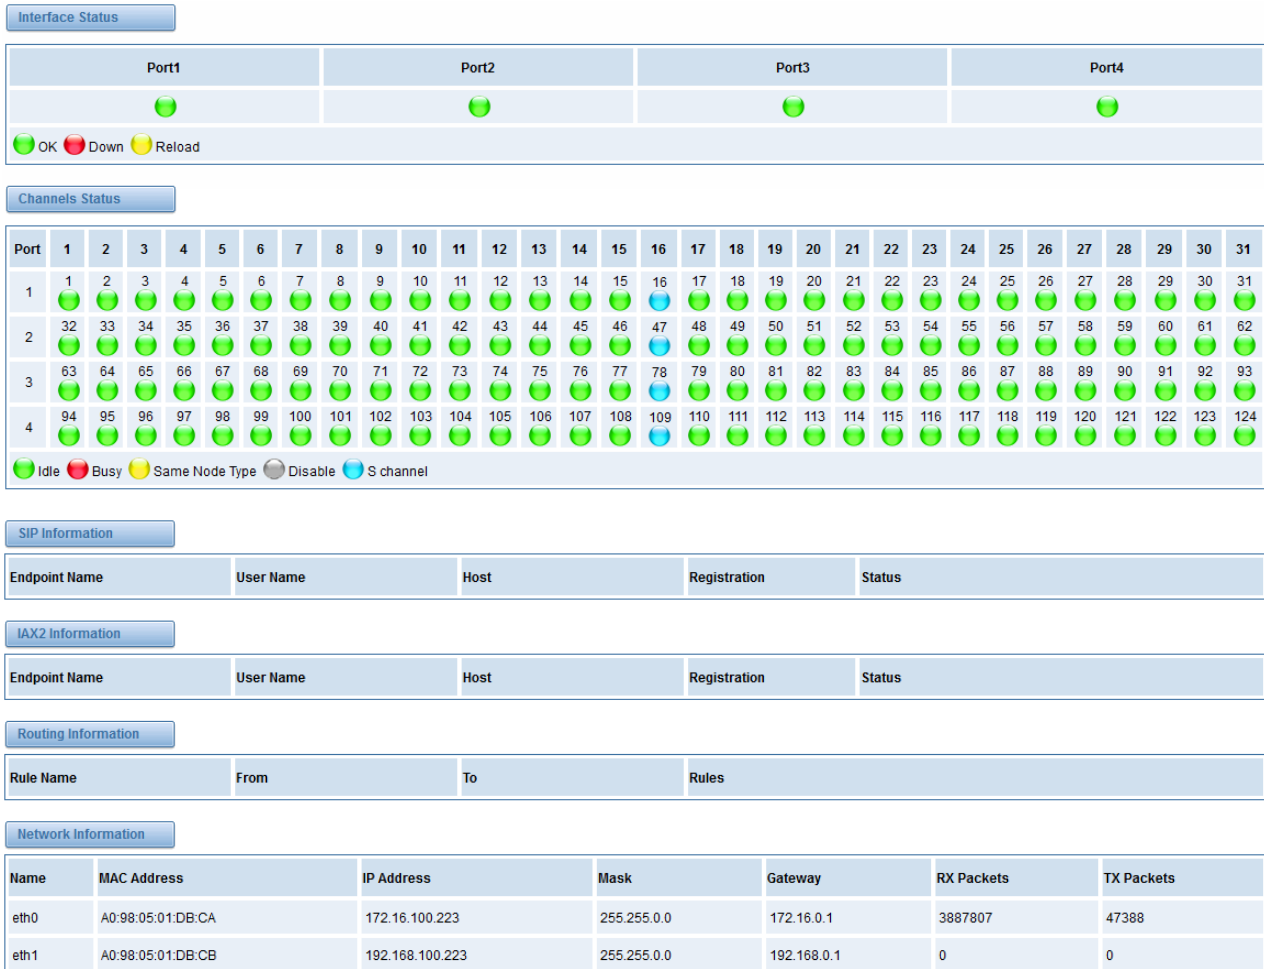 Interface Status
Port1 Port2 Port3 Port4
OK Down Reload
Channels Status
Port 1 2 3 4 5 6 7 8 9 10 11 12 13 14 15 16 17 18 19 20 21 22 23 24 25 26 27 28 29 30 31
1 2 3 4 5 6 7 8 9 10 11 12 13 14 15 16 17 18 19 20 21 22 23 24 25 26 27 28 29 30 31
1
32 33 34 35 36 37 38 39 40 41 42 43 44 45 46 47 48 49 50 51 52 53 54 55 56 57 58 59 60 61 62
2
63 64 65 66 67 68 69 70 71 72 73 74 75 76 77 78 79 80 81 82 83 84 85 86 87 88 89 90 91 92 93
3
94 95 96 97 98 99 100 101 102 103 104 105 106 107 108 109 110 111 112 113 114 115 116 117 118 119 120 121 122 123 124
4
Idle Busy Same Node Type Disable S channel
SIP Information
Endpoint Name User Name Host Registration Status
IAX2 Information
Endpoint Name User Name Host Registration Status
Routing Information
Rule Name From To Rules
Network Information
Name MAC Address IP Address Mask Gateway RX Packets TX Packets
eth0 A0:98:05:01:DB:CA 172.16.100.223 255.255.0.0 172.16.0.1 3887807 47388
eth1 A0:98:05:01:DB:CB 192.168.100.223 255.255.0.0 192.168.0.1 0 0